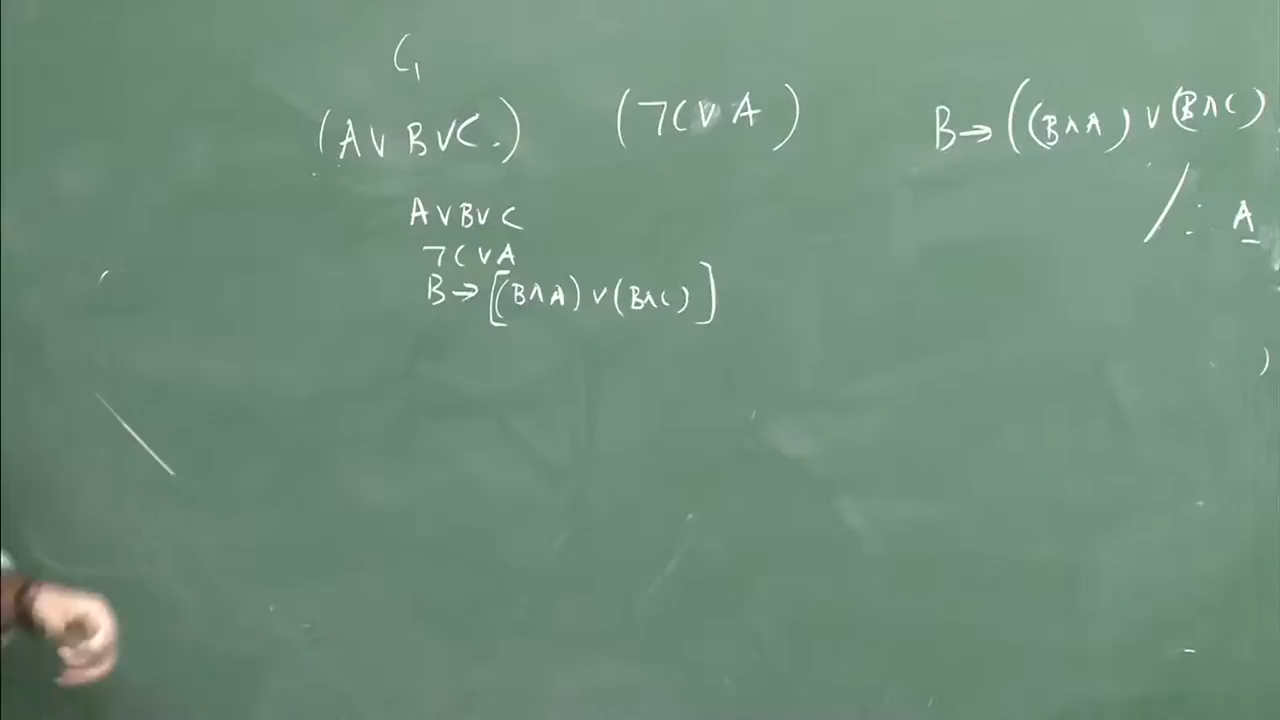 C₁
(A ∨ B ∨ C.) (¬C ∨ A) B → ((B ∧ A) ∨ (B ∧ C)
/∴ A
A ∨ B ∨ C
¬C ∨ A
B → [(B ∧ A) ∨ (B ∧ C)]
)